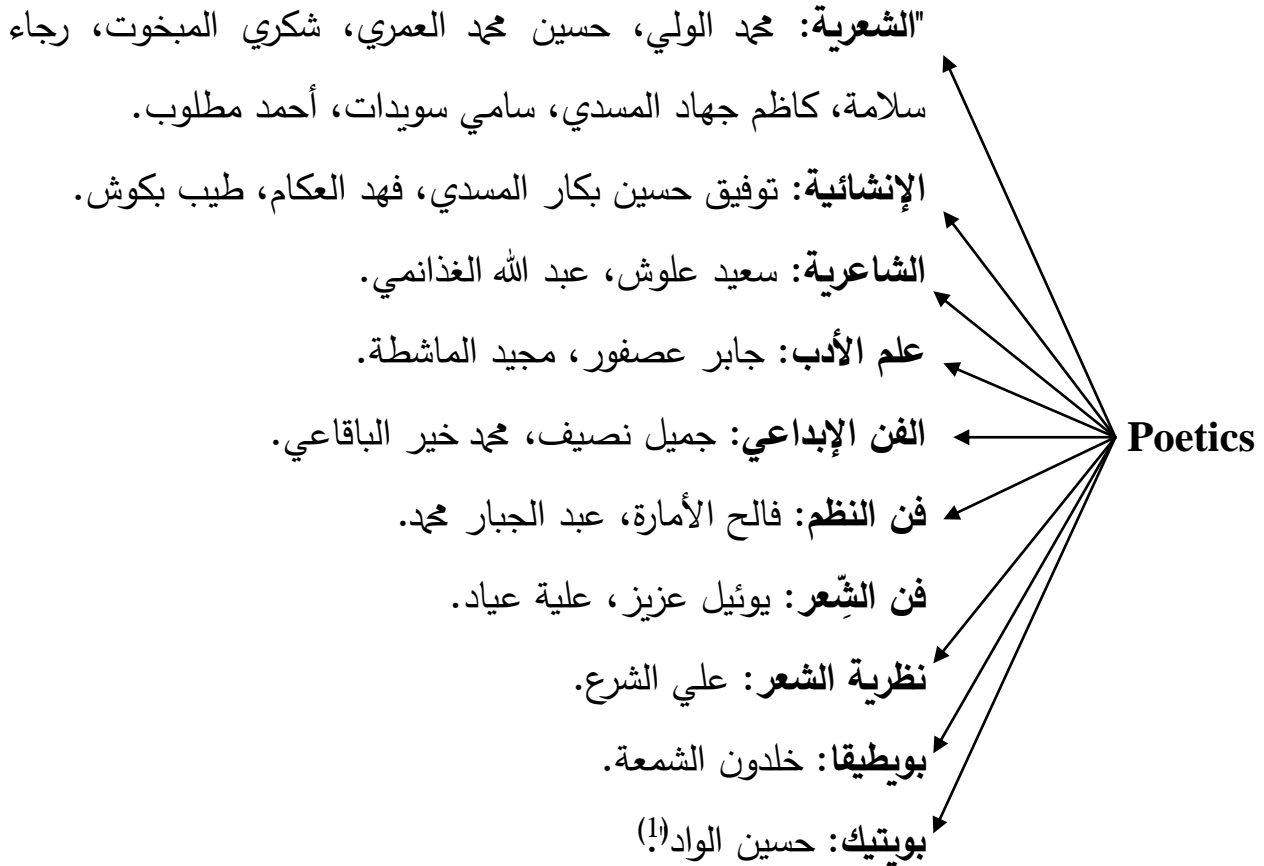 "الشعرية: محمد الولي، حسين محمد العمري، شكري المبخوت، رجاء
سلامة، كاظم جهاد المسدي، سامي سويدات، أحمد مطلوب.
الإنشائية: توفيق حسين بكار المسدي، فهد العكام، طيب بكوش.
الشاعرية: سعيد علوش، عبد الله الغذانمي.
علم الأدب: جابر عصفور، مجيد الماشطة.
الفن الإبداعي: جميل نصيف، محمد خير الباقاعي.
Poetics
فن النظم: فالح الأمارة، عبد الجبار محمد.
فن الشِّعر: يوئيل عزيز، علية عياد.
نظرية الشعر: علي الشرع.
بويطيقا: خلدون الشمعة.
بويتيك: حسين الواد".(1)